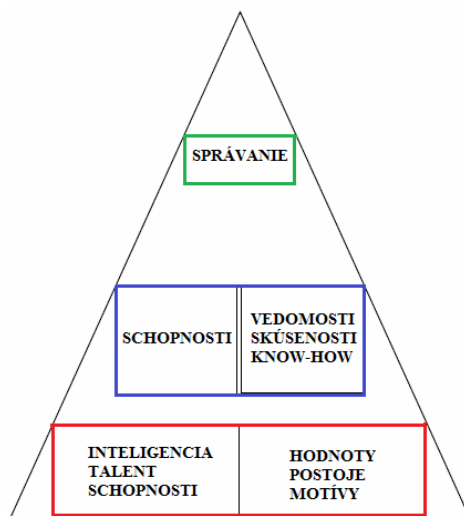 SPRÁVANIE
SCHOPNOSTI
VEDOMOSTI
SKÚSENOSTI
KNOW-HOW
INTELIGENCIA
TALENT
SCHOPNOSTI
HODNOTY
POSTOJE
MOTÍVY